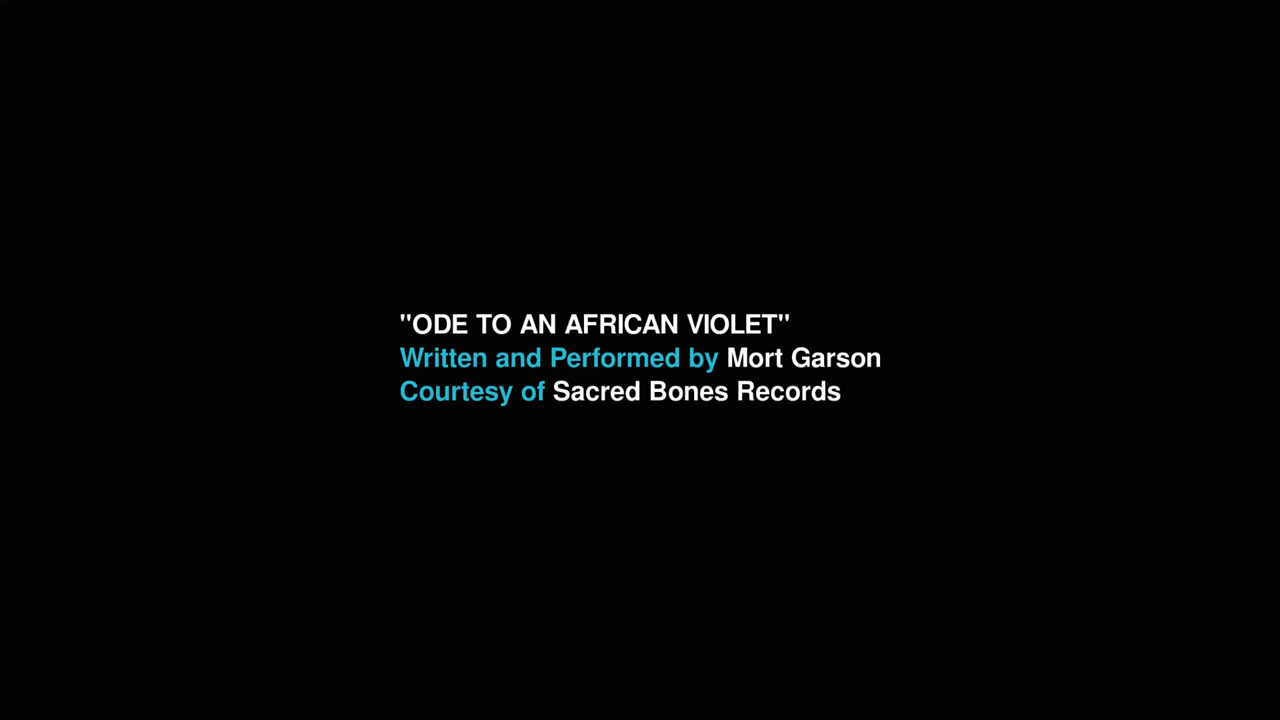 "ODE TO AN AFRICAN VIOLET"
Written and Performed by Mort Garson
Courtesy of Sacred Bones Records